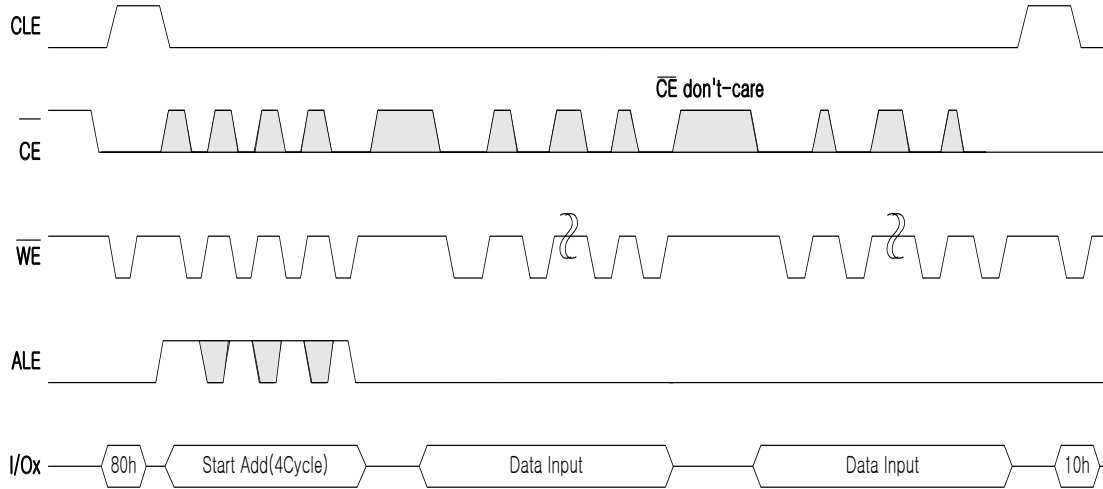 CLE
CE don't-care
CE
WE
ALE
I/Ox
80h
Start Add(4Cycle)
Data Input
Data Input
10h